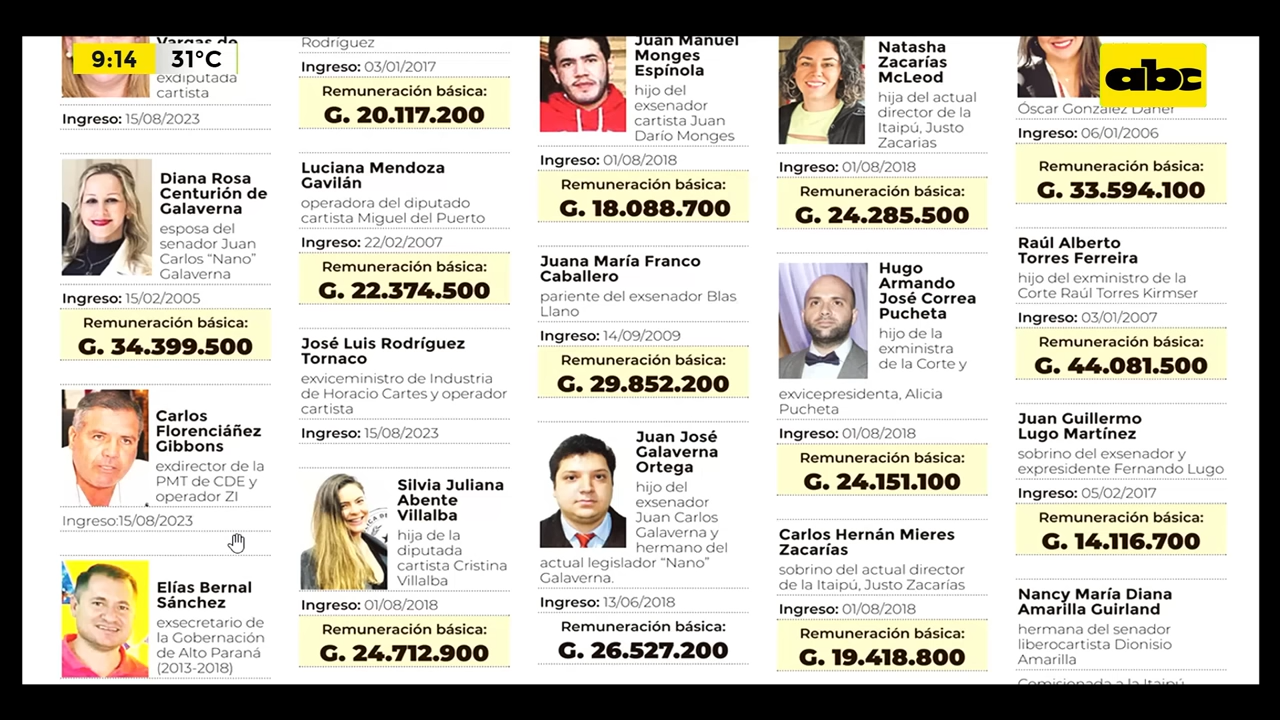 9:14
31°C
abc
Vargas de
exdiputada
cartista
Ingreso: 15/08/2023
Diana Rosa
Centurión de
Galaverna
esposa del
senador Juan
Carlos “Nano”
Galaverna
Ingreso: 15/02/2005
Remuneración básica:
G. 34.399.500
Carlos
Florenciáñez
Gibbons
exdirector de la
PMT de CDE y
operador ZI
Ingreso:15/08/2023
Elías Bernal
Sánchez
exsecretario de
la Gobernación
de Alto Paraná
(2013-2018)
Rodríguez
Ingreso: 03/01/2017
Remuneración básica:
G. 20.117.200
Luciana Mendoza
Gavilán
operadora del diputado
cartista Miguel del Puerto
Ingreso: 22/02/2007
Remuneración básica:
G. 22.374.500
José Luis Rodríguez
Tornaco
exviceministro de Industria
de Horacio Cartes y operador
cartista
Ingreso: 15/08/2023
Silvia Juliana
Abente
Villalba
hija de la
diputada
cartista Cristina
Villalba
Ingreso: 01/08/2018
Remuneración básica:
G. 24.712.900
Juan Manuel
Monges
Espínola
hijo del
exsenador
cartista Juan
Darío Monges
Ingreso: 01/08/2018
Remuneración básica:
G. 18.088.700
Juana María Franco
Caballero
pariente del exsenador Blas
Llano
Ingreso: 14/09/2009
Remuneración básica:
G. 29.852.200
Juan José
Galaverna
Ortega
hijo del
exsenador
Juan Carlos
Galaverna y
hermano del
actual legislador “Nano”
Galaverna.
Ingreso: 13/06/2018
Remuneración básica:
G. 26.527.200
Natasha
Zacarías
McLeod
hija del actual
director de la
Itaipú, Justo
Zacarias
Ingreso: 01/08/2018
Remuneración básica:
G. 24.285.500
Hugo
Armando
José Correa
Pucheta
hijo de la
exministra
de la Corte y
exvicepresidenta, Alicia
Pucheta
Ingreso: 01/08/2018
Remuneración básica:
G. 24.151.100
Carlos Hernán Mieres
Zacarías
sobrino del actual director
de la Itaipú, Justo Zacarías
Ingreso: 01/08/2018
Remuneración básica:
G. 19.418.800
Óscar González Daher
Ingreso: 06/01/2006
Remuneración básica:
G. 33.594.100
Raúl Alberto
Torres Ferreira
hijo del exministro de la
Corte Raúl Torres Kirmser
Ingreso: 03/01/2007
Remuneración básica:
G. 44.081.500
Juan Guillermo
Lugo Martínez
sobrino del exsenador y
expresidente Fernando Lugo
Ingreso: 05/02/2017
Remuneración básica:
G. 14.116.700
Nancy María Diana
Amarilla Guirland
hermana del senador
liberocartista Dionisio
Amarilla
Comisionada a la Itaipú